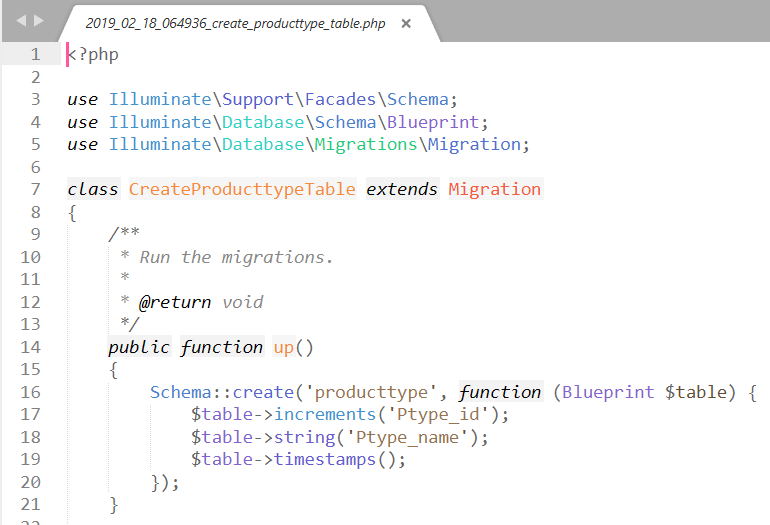 2019_02_18_064936_create_producttype_table.php ×
1 <?php
2
3 use Illuminate\Support\Facades\Schema;
4 use Illuminate\Database\Schema\Blueprint;
5 use Illuminate\Database\Migrations\Migration;
6
7 class CreateProducttypeTable extends Migration
8 {
9     /**
10      * Run the migrations.
11      *
12      * @return void
13      */
14     public function up()
15     {
16         Schema::create('producttype', function (Blueprint $table) {
17             $table->increments('Ptype_id');
18             $table->string('Ptype_name');
19             $table->timestamps();
20         });
21     }